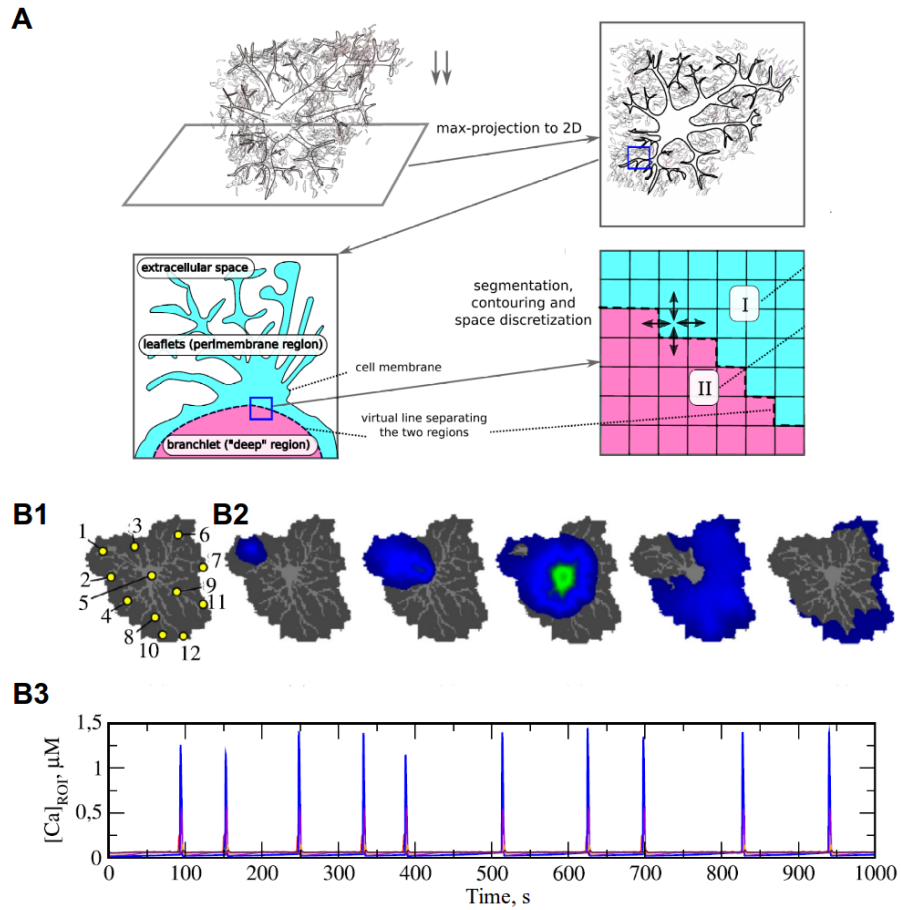 A
max-projection to 2D
extracellular space
leaflets (perimembrane region)
branchlet ("deep" region)
cell membrane
virtual line separating
the two regions
segmentation,
contouring and
space discretization
I
II
B1
1
3
6
2
7
5
9
4
11
8
10
12
B2
B3
1,5
1
0,5
0
[Ca]ROI, μM
0 100 200 300 400 500 600 700 800 900 1000
Time, s